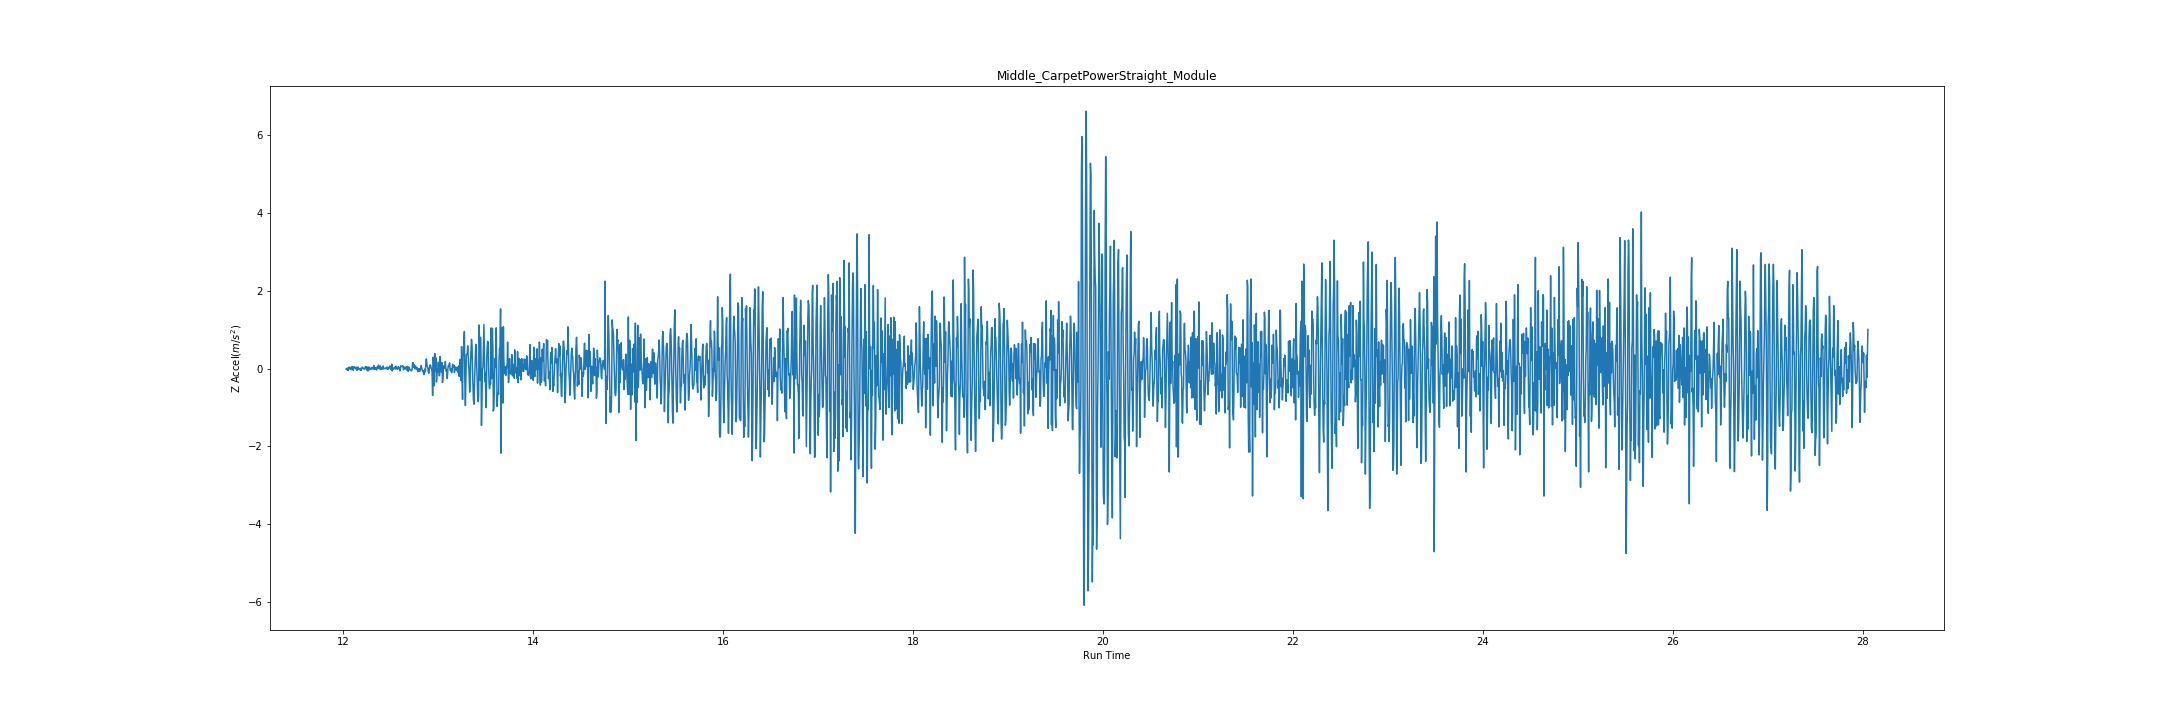 Middle_CarpetPowerStraight_Module
6
4
2
0
−2
−4
−6
Z Accel(m/s²)
12 14 16 18 20 22 24 26 28
Run Time